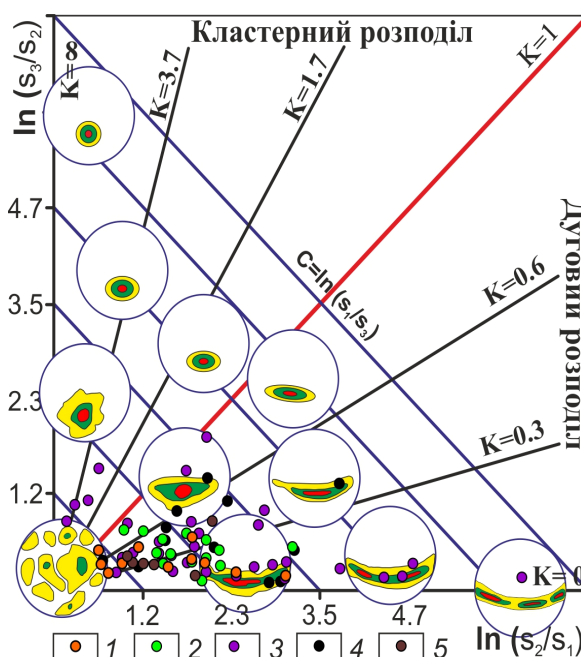 ln (s₃/s₂)
K=8
K=3.7
Кластерний розподіл
K=1.7
K=1
4.7
3.5
2.3
1.2
C=ln(s₁/s₃)
K=0.6
K=0.3
Дуговий розподіл
K=0
1.2 2.3 3.5 4.7
ln (s₂/s₁)
1 2 3 4 5